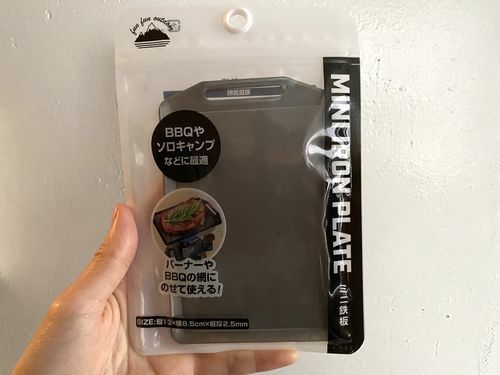 fun fun outdoor
BBQや
ソロキャンプ
などに最適
MINI IRON PLATE
ミニ鉄板
バーナーや
BBQの網に
のせて使える!
SIZE:縦13×横8.5cm×板厚2.5mm